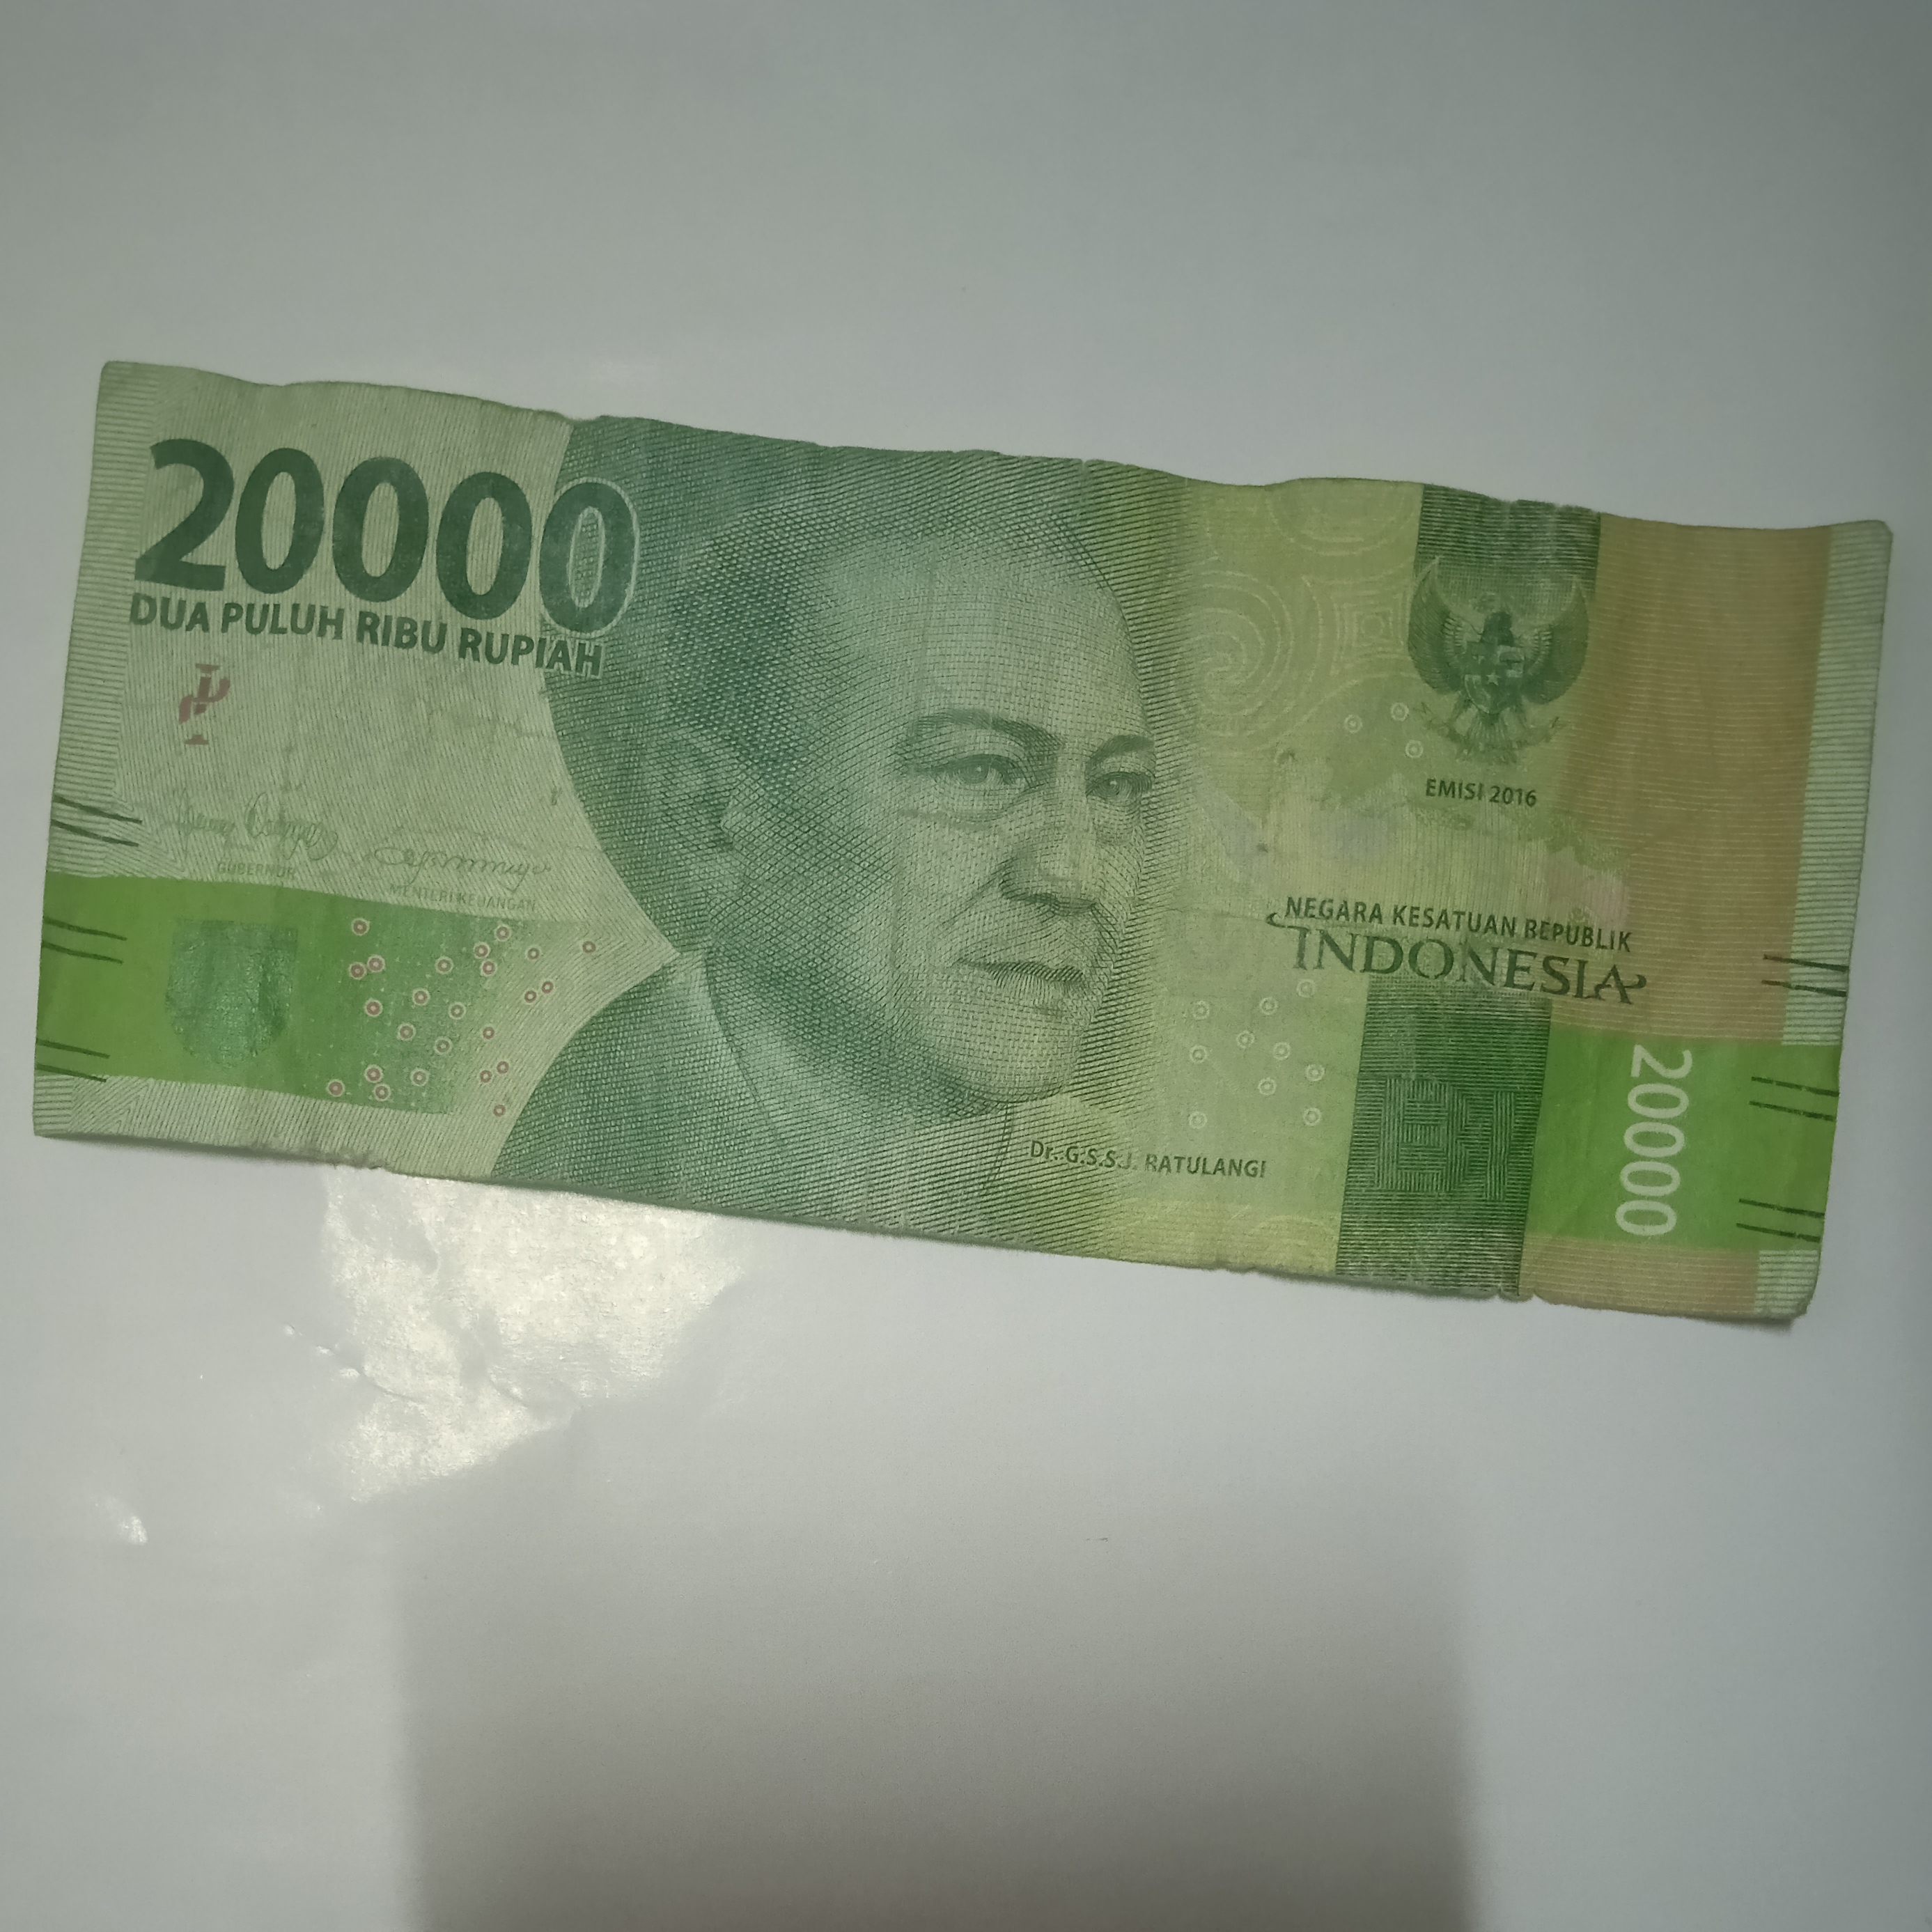 20000
DUA PULUH RIBU RUPIAH
GUBERNUR
MENTERI KEUANGAN
EMISI 2016
NEGARA KESATUAN REPUBLIK
INDONESIA
Dr. G.S.S.J. RATULANGI
BI
20000